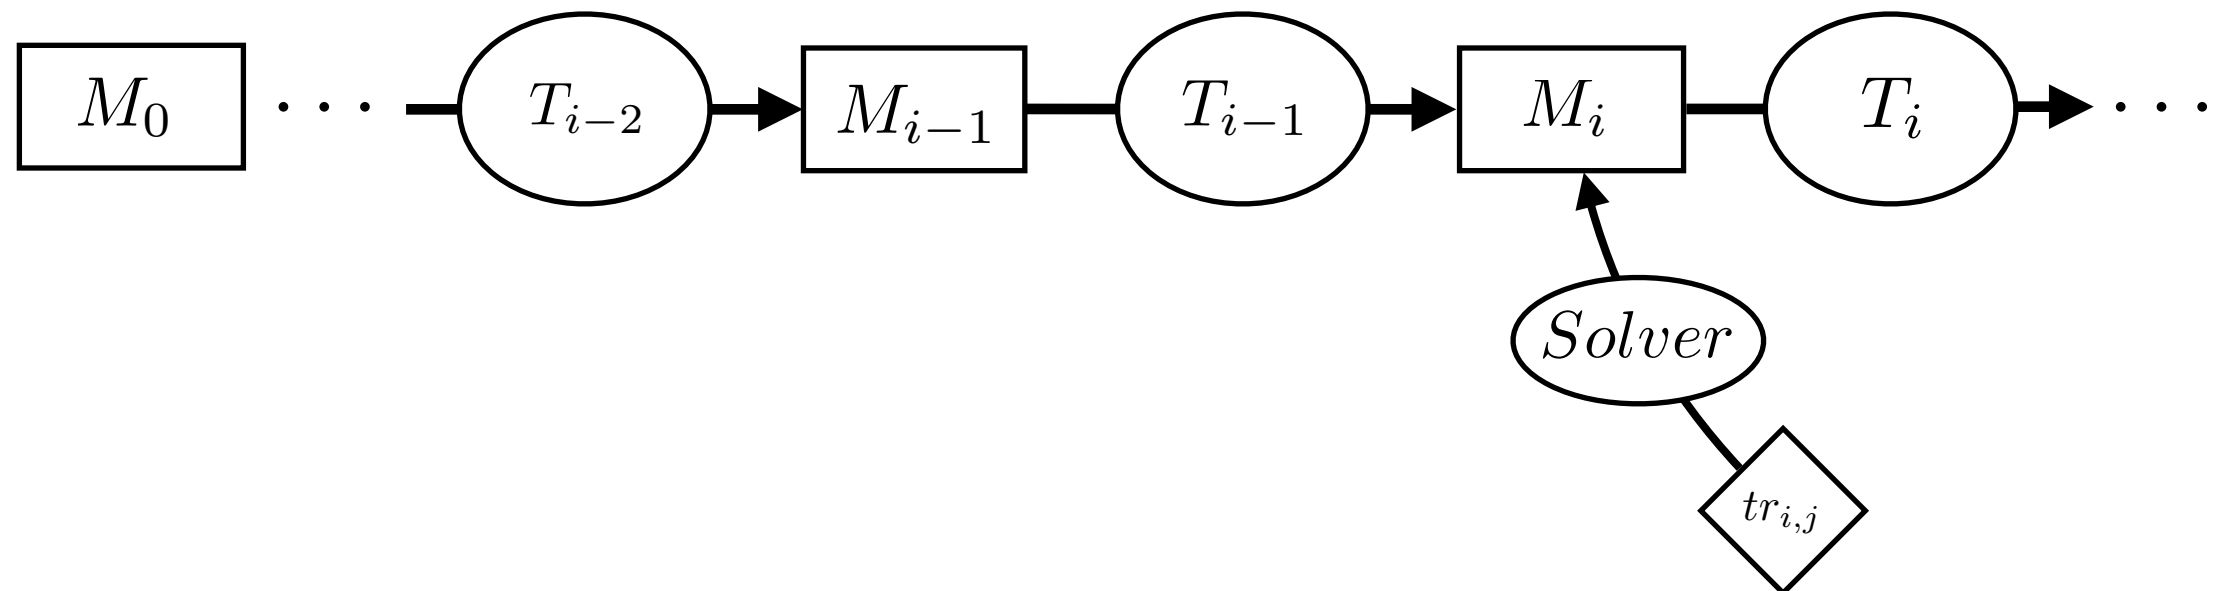 M₀ · · · Tᵢ₋₂ Mᵢ₋₁ Tᵢ₋₁ Mᵢ Tᵢ · · ·
Solver
trᵢ,ⱼ